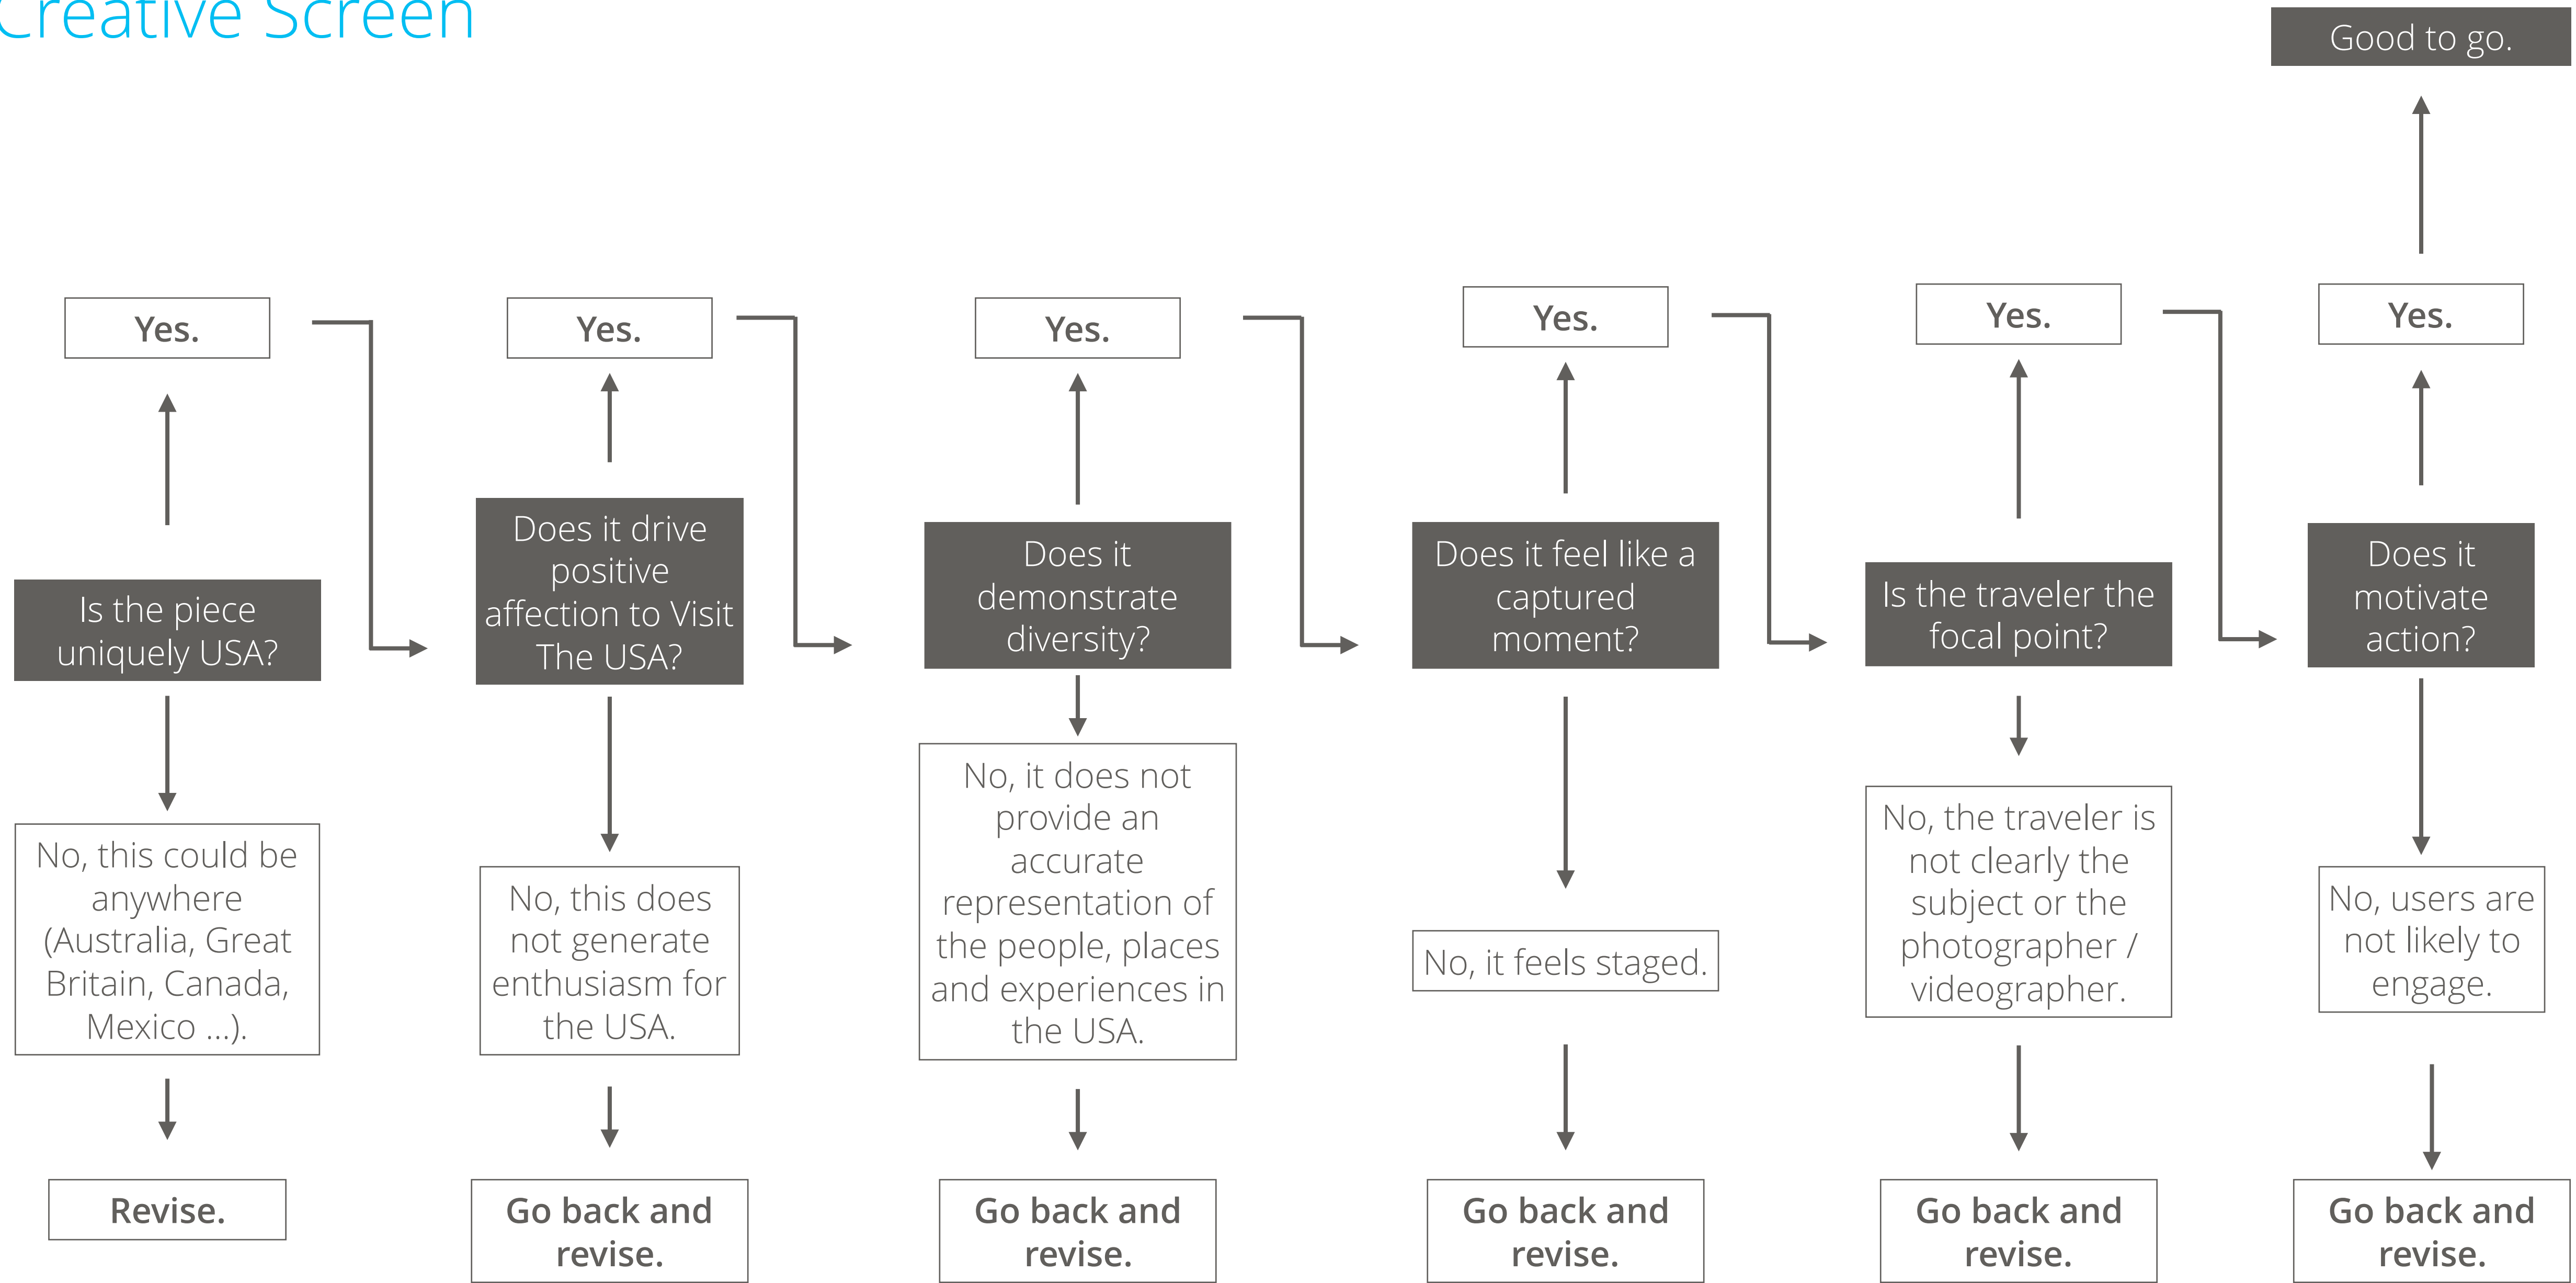 Creative Screen
Good to go.
Yes.
Yes.
Yes.
Yes.
Yes.
Yes.
Is the piece
uniquely USA?
Does it drive
positive
affection to Visit
The USA?
Does it
demonstrate
diversity?
Does it feel like a
captured
moment?
Is the traveler the
focal point?
Does it
motivate
action?
No, this could be
anywhere
(Australia, Great
Britain, Canada,
Mexico ...).
No, this does
not generate
enthusiasm for
the USA.
No, it does not
provide an
accurate
representation of
the people, places
and experiences in
the USA.
No, it feels staged.
No, the traveler is
not clearly the
subject or the
photographer /
videographer.
No, users are
not likely to
engage.
Revise.
Go back and
revise.
Go back and
revise.
Go back and
revise.
Go back and
revise.
Go back and
revise.